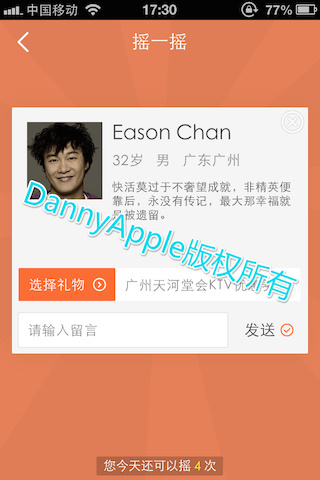 中国移动 17:30 77%
摇一摇
Eason Chan
32岁 男 广东广州
快活莫过于不奢望成就，非精英便
靠后，永没有传记，最大那幸福就
是被遗留。
DannyApple版权所有
选择礼物 广州天河堂会KTV优
请输入留言 发送
您今天还可以摇 4 次